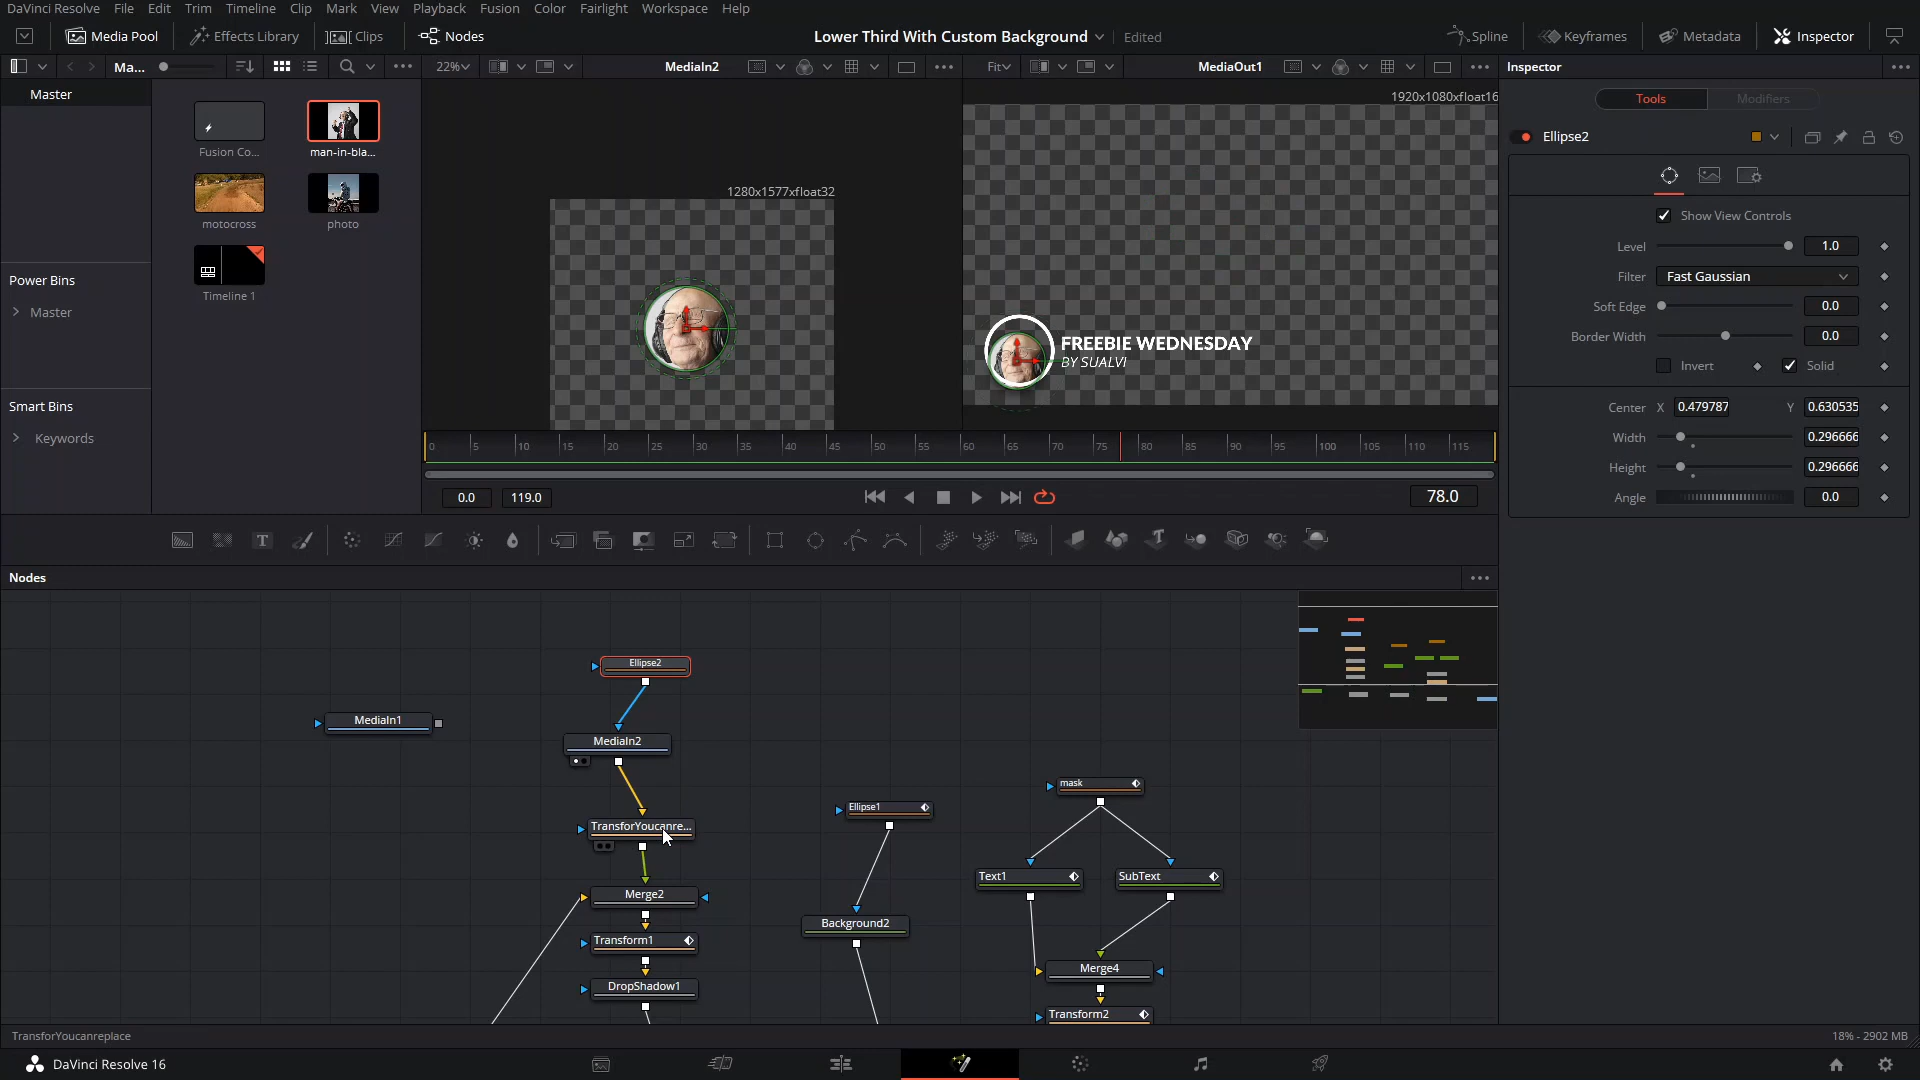 DaVinci Resolve File Edit Trim Timeline Clip Mark View Playback Fusion Color Fairlight Workspace Help
Media Pool Effects Library Clips Nodes Lower Third With Custom Background Edited Spline Keyframes Metadata Inspector
Ma... 22% MediaIn2 Fit MediaOut1 Inspector
Master
Fusion Co...
man-in-bla...
motocross
photo
Timeline 1
Power Bins
Master
Smart Bins
Keywords
1280x1577xfloat32
1920x1080xfloat16
FREEBIE WEDNESDAY
BY SUALVI
0 5 10 15 20 25 30 35 40 45 50 55 60 65 70 75 80 85 90 95 100 105 110 115
0.0 119.0 78.0
Tools Modifiers
Ellipse2
Show View Controls
Level 1.0
Filter Fast Gaussian
Soft Edge 0.0
Border Width 0.0
Invert Solid
Center X 0.479787 Y 0.630535
Width 0.296666
Height 0.296666
Angle 0.0
T
Nodes
Ellipse2
MediaIn1
MediaIn2
TransforYoucanre...
Merge2
Transform1
DropShadow1
Ellipse1
Background2
mask
Text1
SubText
Merge4
Transform2
TransforYoucanreplace
18% - 2902 MB
DaVinci Resolve 16